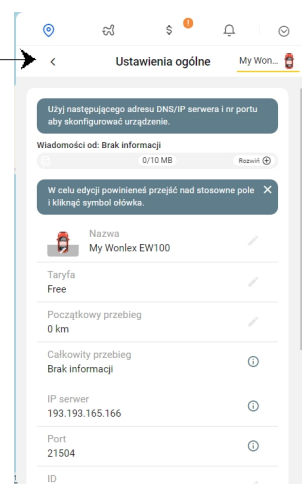 $ !
Ustawienia ogólne My Won...
Użyj następującego adresu DNS/IP serwera i nr portu
aby skonfigurować urządzenie.
Wiadomości od: Brak informacji
0/10 MB Rozwiń
W celu edycji powinieneś przejść nad stosowne pole
i kliknąć symbol ołówka.
Nazwa
My Wonlex EW100
Taryfa
Free
Początkowy przebieg
0 km
Całkowity przebieg
Brak informacji
IP serwer
193.193.165.166
Port
21504
ID